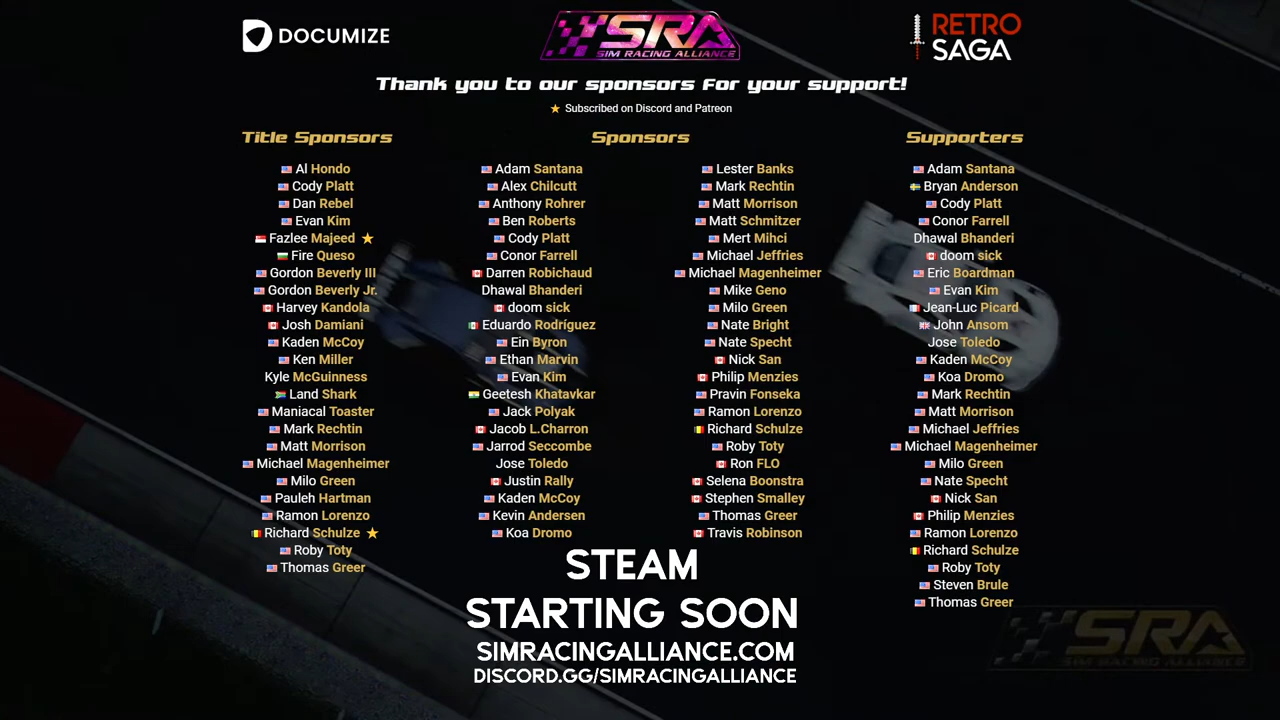 DOCUMIZE
SRA
SIM RACING ALLIANCE
RETRO
SAGA
Thank you to our sponsors for your support!
★ Subscribed on Discord and Patreon
Title Sponsors
Al Hondo
Cody Platt
Dan Rebel
Evan Kim
Fazlee Majeed ★
Fire Queso
Gordon Beverly III
Gordon Beverly Jr.
Harvey Kandola
Josh Damiani
Kaden McCoy
Ken Miller
Kyle McGuinness
Land Shark
Maniacal Toaster
Mark Rechtin
Matt Morrison
Michael Magenheimer
Milo Green
Pauleh Hartman
Ramon Lorenzo
Richard Schulze ★
Roby Toty
Thomas Greer
Sponsors
Adam Santana
Alex Chilcutt
Anthony Rohrer
Ben Roberts
Cody Platt
Conor Farrell
Darren Robichaud
Dhawal Bhanderi
doom sick
Eduardo Rodríguez
Ein Byron
Ethan Marvin
Evan Kim
Geetesh Khatavkar
Jack Polyak
Jacob L.Charron
Jarrod Seccombe
Jose Toledo
Justin Rally
Kaden McCoy
Kevin Andersen
Koa Dromo
Lester Banks
Mark Rechtin
Matt Morrison
Matt Schmitzer
Mert Mihci
Michael Jeffries
Michael Magenheimer
Mike Geno
Milo Green
Nate Bright
Nate Specht
Nick San
Philip Menzies
Pravin Fonseka
Ramon Lorenzo
Richard Schulze
Roby Toty
Ron FLO
Selena Boonstra
Stephen Smalley
Thomas Greer
Travis Robinson
Supporters
Adam Santana
Bryan Anderson
Cody Platt
Conor Farrell
Dhawal Bhanderi
doom sick
Eric Boardman
Evan Kim
Jean-Luc Picard
John Ansom
Jose Toledo
Kaden McCoy
Koa Dromo
Mark Rechtin
Matt Morrison
Michael Jeffries
Michael Magenheimer
Milo Green
Nate Specht
Nick San
Philip Menzies
Ramon Lorenzo
Richard Schulze
Roby Toty
Steven Brule
Thomas Greer
STEAM
STARTING SOON
SIMRACINGALLIANCE.COM
DISCORD.GG/SIMRACINGALLIANCE
SRA
SIM RACING ALLIANCE